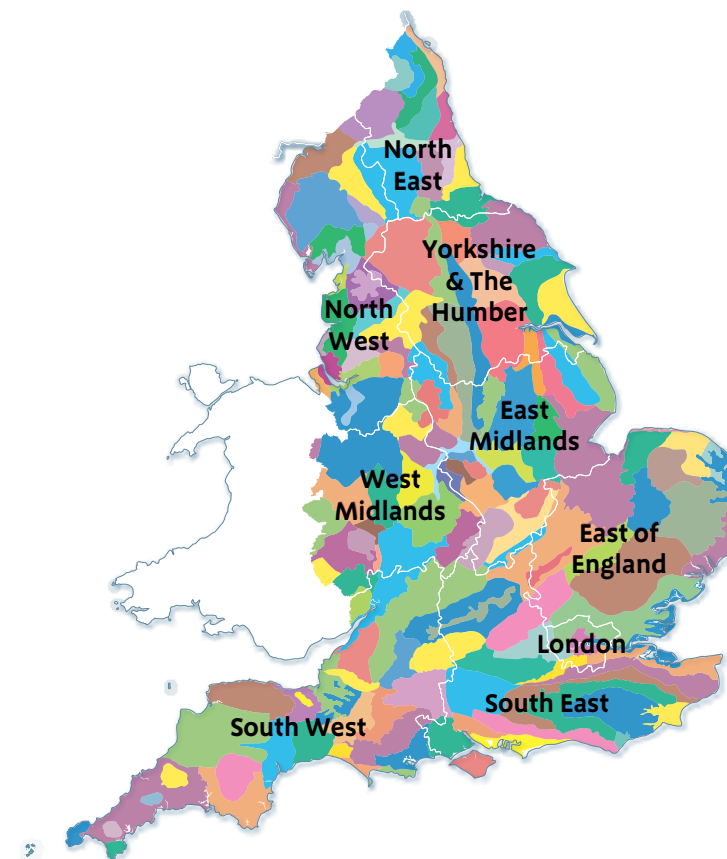 North
East
Yorkshire
& The
Humber
North
West
East
Midlands
West
Midlands
East of
England
London
South East
South West